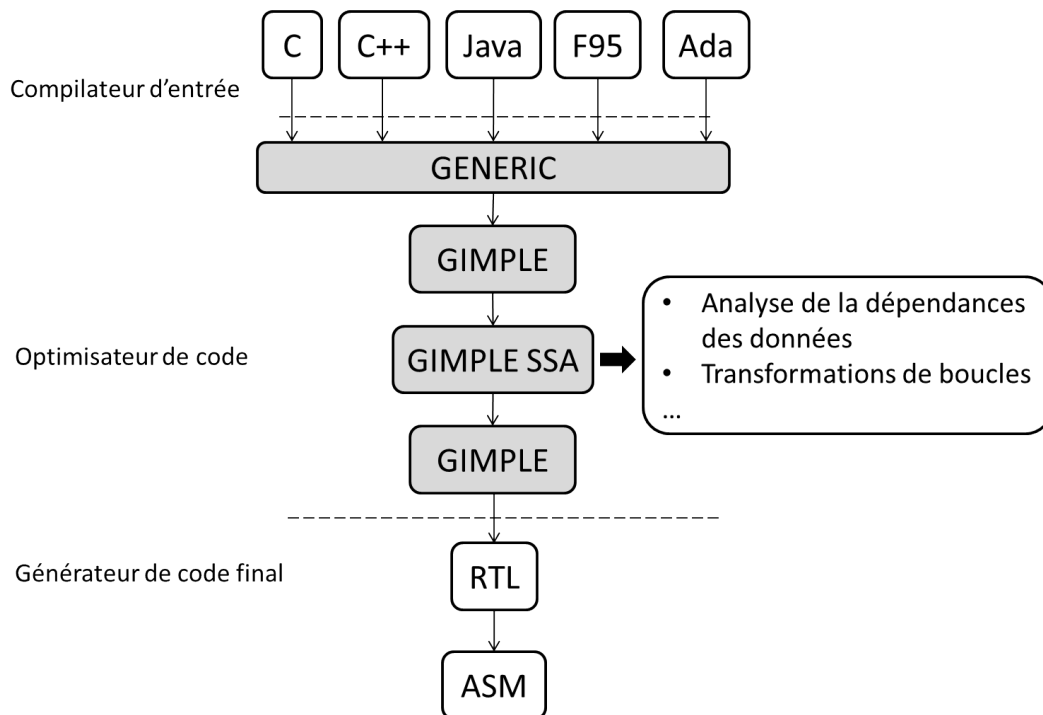 C
C++
Java
F95
Ada
Compilateur d’entrée
GENERIC
GIMPLE
• Analyse de la dépendances
des données
Optimisateur de code
GIMPLE SSA
• Transformations de boucles
...
GIMPLE
Générateur de code final
RTL
ASM